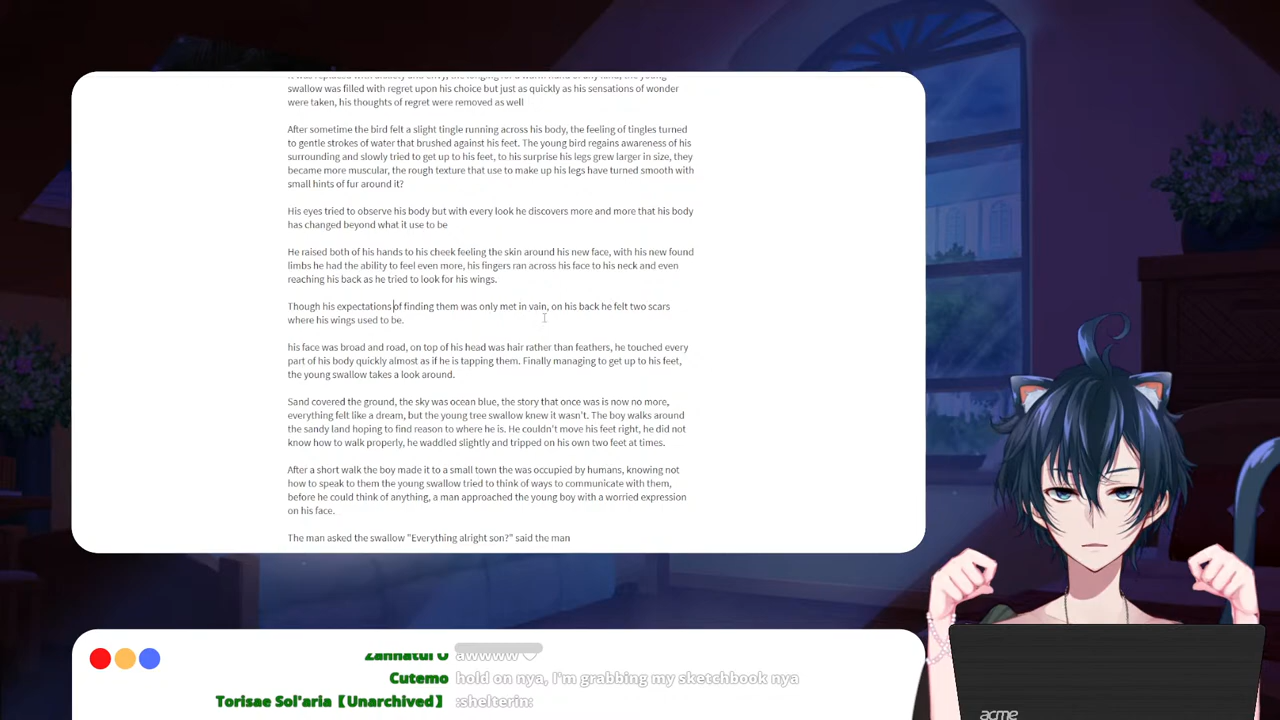 swallow was filled with regret upon his choice but just as quickly as his sensations of wonder
were taken, his thoughts of regret were removed as well
After sometime the bird felt a slight tingle running across his body, the feeling of tingles turned
to gentle strokes of water that brushed against his feet. The young bird regains awareness of his
surrounding and slowly tried to get up to his feet, to his surprise his legs grew larger in size, they
became more muscular, the rough texture that use to make up his legs have turned smooth with
small hints of fur around it?
His eyes tried to observe his body but with every look he discovers more and more that his body
has changed beyond what it use to be
He raised both of his hands to his cheek feeling the skin around his new face, with his new found
limbs he had the ability to feel even more, his fingers ran across his face to his neck and even
reaching his back as he tried to look for his wings.
Though his expectations of finding them was only met in vain, on his back he felt two scars
where his wings used to be.
his face was broad and road, on top of his head was hair rather than feathers, he touched every
part of his body quickly almost as if he is tapping them. Finally managing to get up to his feet,
the young swallow takes a look around.
Sand covered the ground, the sky was ocean blue, the story that once was is now no more,
everything felt like a dream, but the young tree swallow knew it wasn't. The boy walks around
the sandy land hoping to find reason to where he is. He couldn't move his feet right, he did not
know how to walk properly, he waddled slightly and tripped on his own two feet at times.
After a short walk the boy made it to a small town the was occupied by humans, knowing not
how to speak to them the young swallow tried to think of ways to communicate with them,
before he could think of anything, a man approached the young boy with a worried expression
on his face.
The man asked the swallow "Everything alright son?" said the man
awwww
Cutemo hold on nya, I'm grabbing my sketchbook nya
Torisae Sol'aria【Unarchived】 :shelterin:
acme